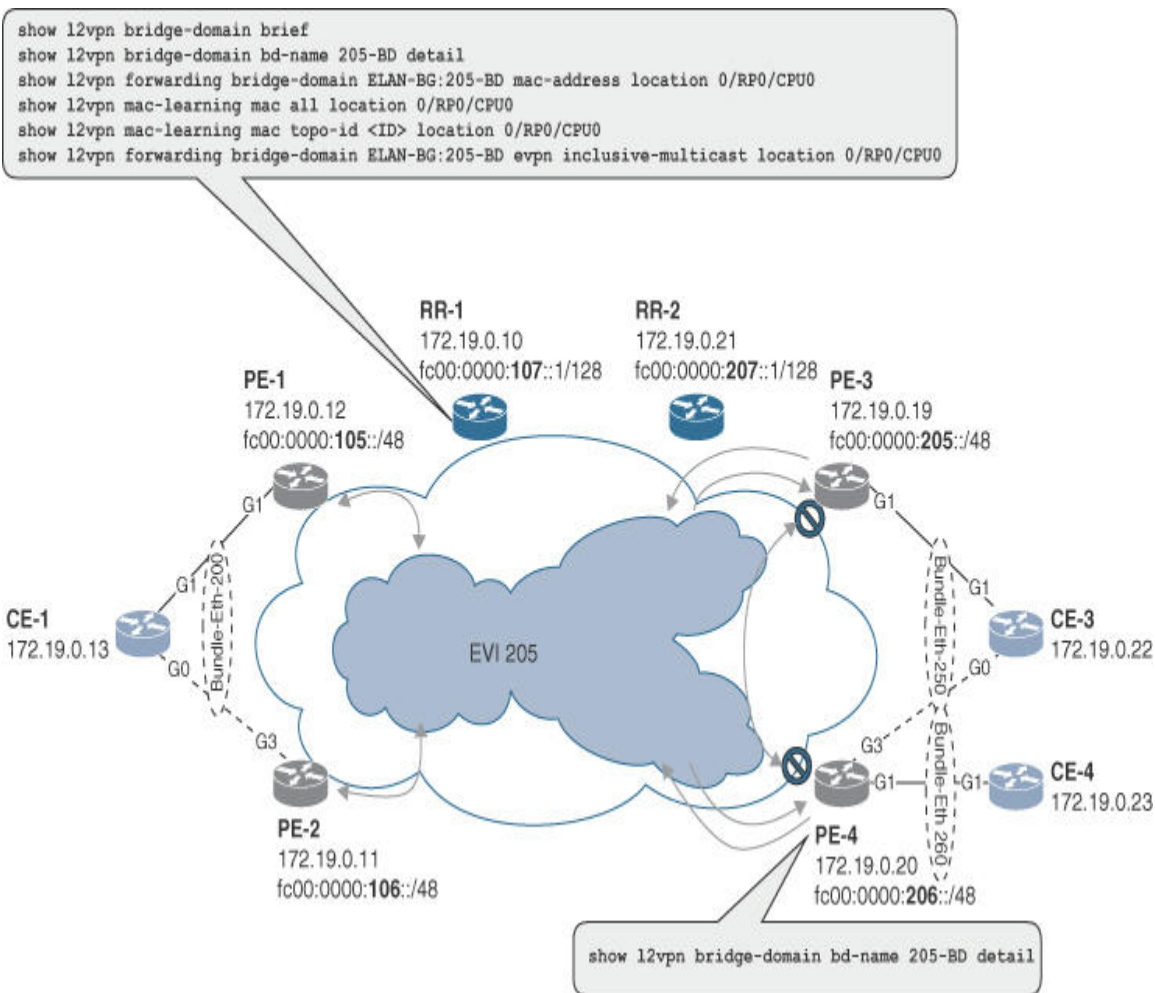 show l2vpn bridge-domain brief
show l2vpn bridge-domain bd-name 205-BD detail
show l2vpn forwarding bridge-domain ELAN-BG:205-BD mac-address location 0/RP0/CPU0
show l2vpn mac-learning mac all location 0/RP0/CPU0
show l2vpn mac-learning mac topo-id <ID> location 0/RP0/CPU0
show l2vpn forwarding bridge-domain ELAN-BG:205-BD evpn inclusive-multicast location 0/RP0/CPU0
RR-1
172.19.0.10
fc00:0000:107::1/128
RR-2
172.19.0.21
fc00:0000:207::1/128
PE-1
172.19.0.12
fc00:0000:105::/48
PE-3
172.19.0.19
fc00:0000:205::/48
G1
G1
G1
G1
Bundle-Eth-200
Bundle-Eth-250
CE-1
172.19.0.13
CE-3
172.19.0.22
EVI 205
G0
G0
G3
G3
G1
G1
Bundle-Eth 260
CE-4
172.19.0.23
PE-2
172.19.0.11
fc00:0000:106::/48
PE-4
172.19.0.20
fc00:0000:206::/48
show l2vpn bridge-domain bd-name 205-BD detail